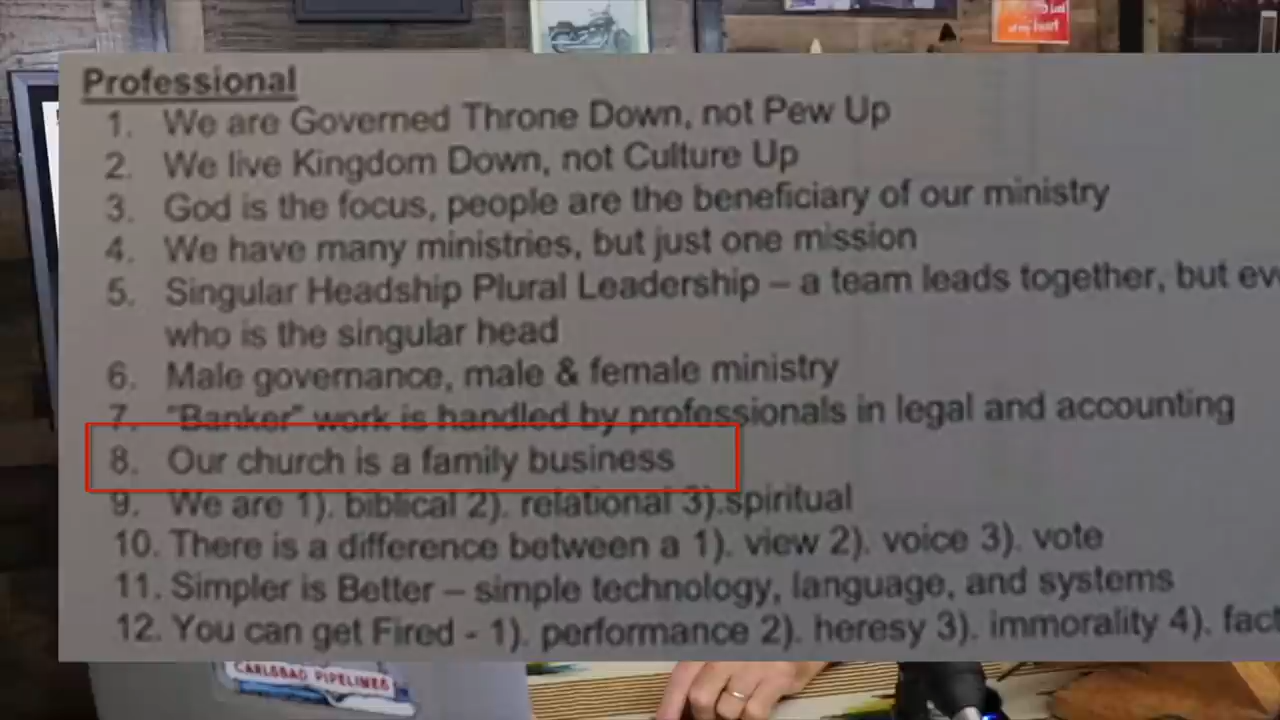 Professional
1. We are Governed Throne Down, not Pew Up
2. We live Kingdom Down, not Culture Up
3. God is the focus, people are the beneficiary of our ministry
4. We have many ministries, but just one mission
5. Singular Headship Plural Leadership – a team leads together, but
who is the singular head
6. Male governance, male & female ministry
7. "Banker" work is handled by professionals in legal and accounting
8. Our church is a family business
9. We are 1). biblical 2). relational 3).spiritual
10. There is a difference between a 1). view 2). voice 3). vote
11. Simpler is Better – simple technology, language, and systems
12. You can get Fired - 1). performance 2). heresy 3). immorality 4).
CARLSBAD PIPELINES